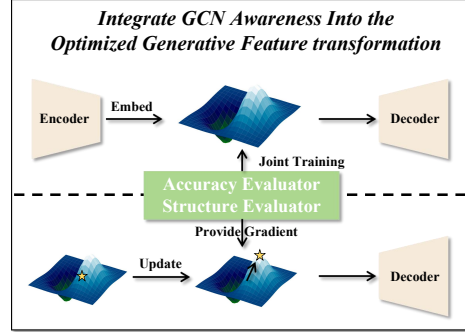 Integrate GCN Awareness Into the
Optimized Generative Feature transformation
Encoder
Embed
Decoder
Joint Training
Accuracy Evaluator
Structure Evaluator
Provide Gradient
Update
Decoder